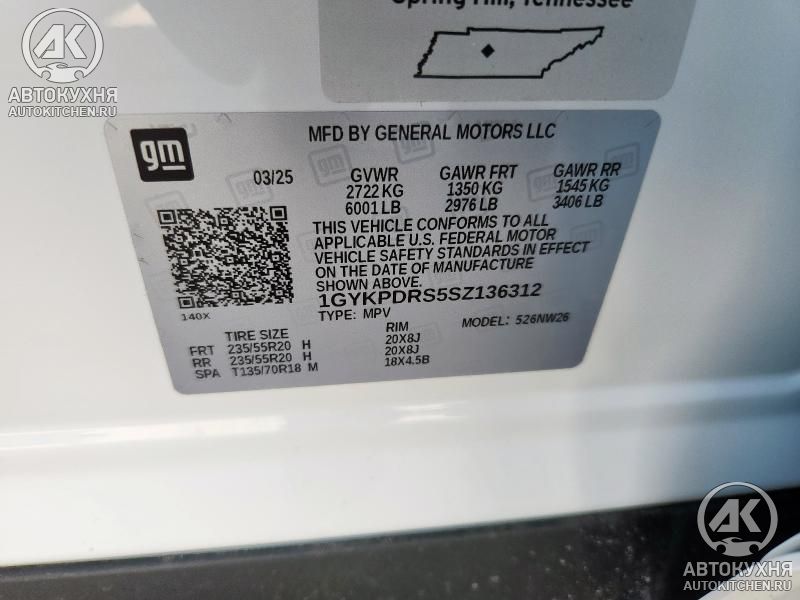 Spring Hill, Tennessee
АК
АВТОКУХНЯ
AUTOKITCHEN.RU
gm
MFD BY GENERAL MOTORS LLC
03/25 GVWR GAWR FRT GAWR RR
2722 KG 1350 KG 1545 KG
6001 LB 2976 LB 3406 LB
THIS VEHICLE CONFORMS TO ALL
APPLICABLE U.S. FEDERAL MOTOR
VEHICLE SAFETY STANDARDS IN EFFECT
ON THE DATE OF MANUFACTURE
SHOWN ABOVE.
1GYKPDRS5SZ136312
140X
TYPE: MPV MODEL: 526NW26
TIRE SIZE RIM
FRT 235/55R20 H 20X8J
RR 235/55R20 H 20X8J
SPA T135/70R18 M 18X4.5B
АК
АВТОКУХНЯ
AUTOKITCHEN.RU